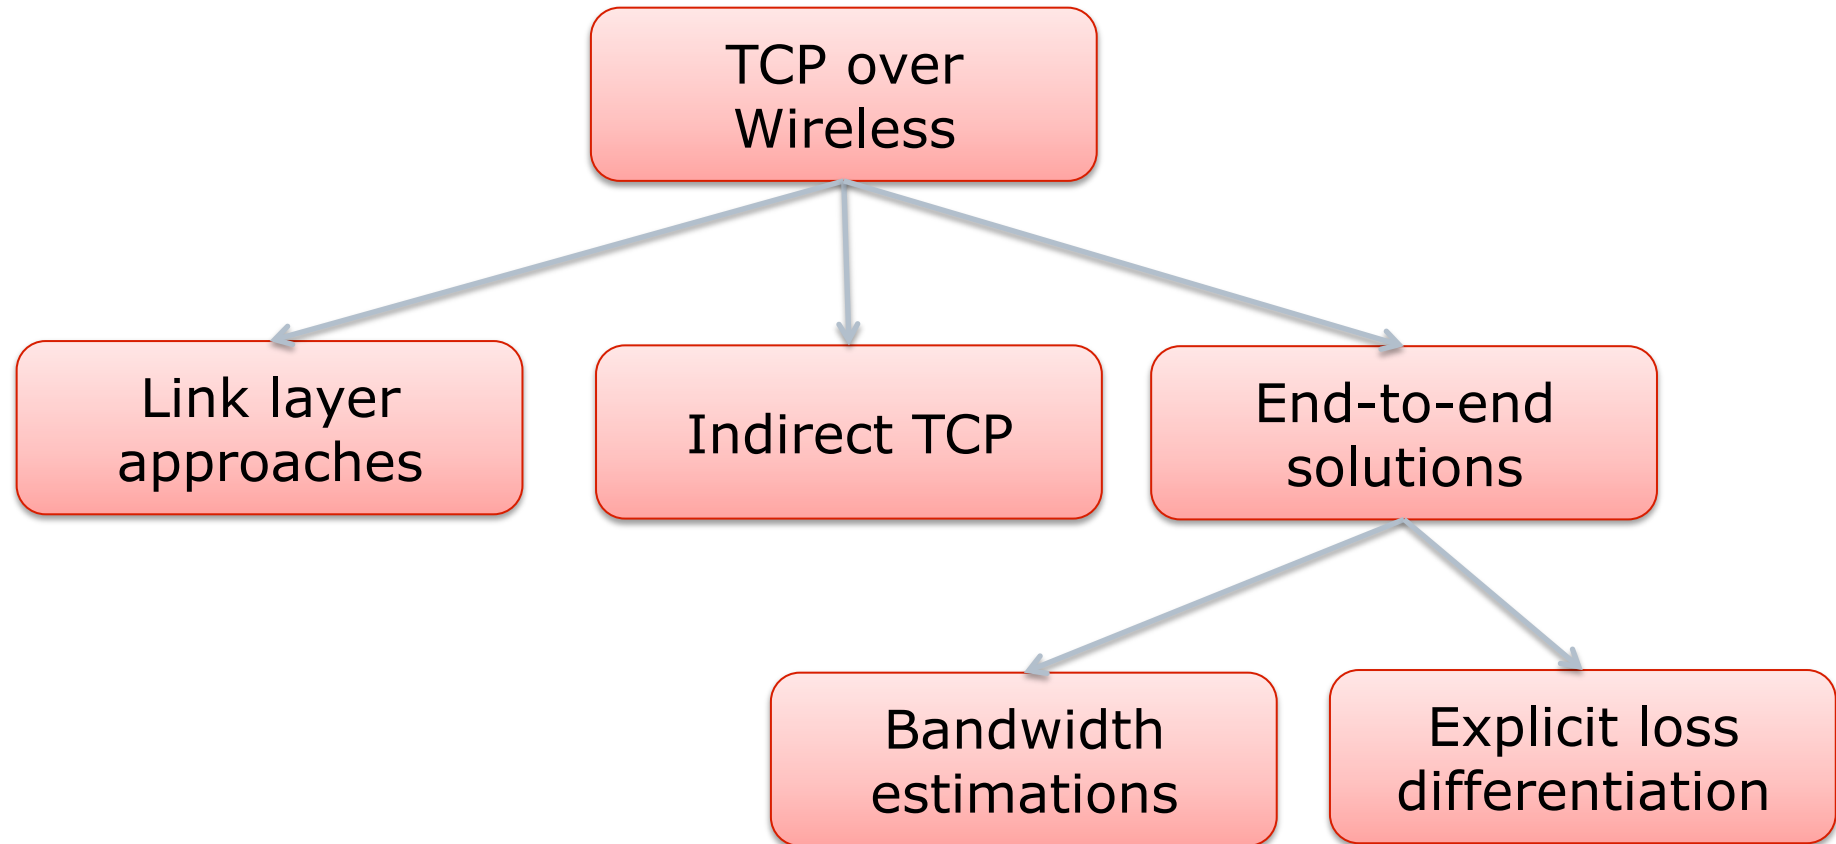 TCP over
Wireless
Link layer
approaches
Indirect TCP
End-to-end
solutions
Bandwidth
estimations
Explicit loss
differentiation